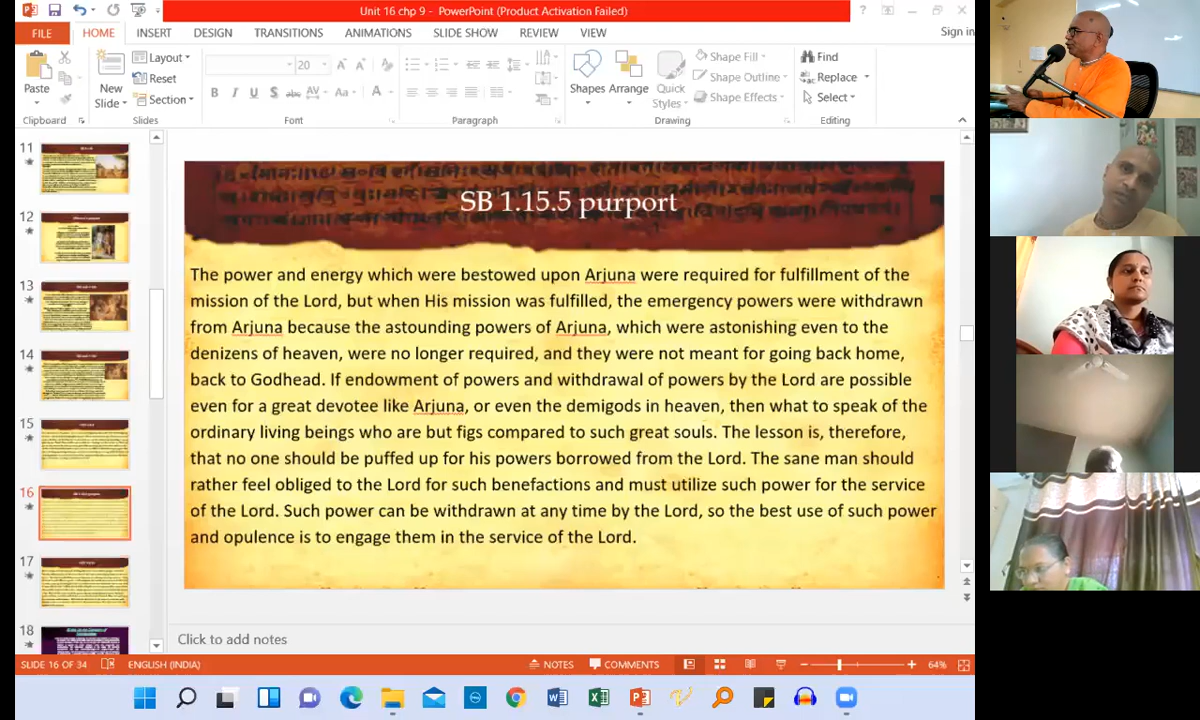 Unit 16 chp 9 - PowerPoint (Product Activation Failed)
?
FILE HOME INSERT DESIGN TRANSITIONS ANIMATIONS SLIDE SHOW REVIEW VIEW Sign in
Paste
New
Slide
Layout
Reset
Section
20
B I U S abc AV Aa A
Shapes
Arrange
Quick
Styles
Shape Fill
Shape Outline
Shape Effects
Find
Replace
Select
Clipboard Slides Font Paragraph Drawing Editing
11
12
13
14
15
16
17
18
SB 1.15.5 purport
The power and energy which were bestowed upon Arjuna were required for fulfillment of the
mission of the Lord, but when His mission was fulfilled, the emergency powers were withdrawn
from Arjuna because the astounding powers of Arjuna, which were astonishing even to the
denizens of heaven, were no longer required, and they were not meant for going back home,
back to Godhead. If endowment of powers and withdrawal of powers by the Lord are possible
even for a great devotee like Arjuna, or even the demigods in heaven, then what to speak of the
ordinary living beings who are but figs compared to such great souls. The lesson is, therefore,
that no one should be puffed up for his powers borrowed from the Lord. The sane man should
rather feel obliged to the Lord for such benefactions and must utilize such power for the service
of the Lord. Such power can be withdrawn at any time by the Lord, so the best use of such power
and opulence is to engage them in the service of the Lord.
Click to add notes
SLIDE 16 OF 34 ENGLISH (INDIA) NOTES COMMENTS 64%